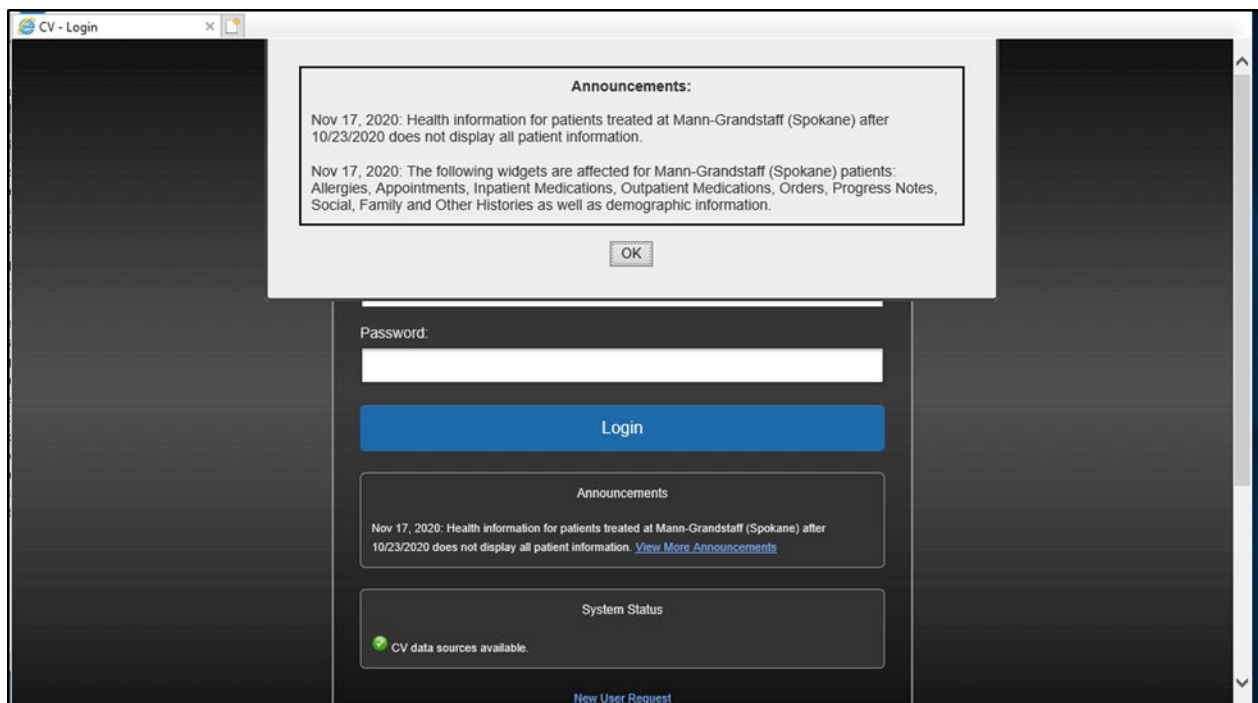 CV - Login
Announcements:
Nov 17, 2020: Health information for patients treated at Mann-Grandstaff (Spokane) after
10/23/2020 does not display all patient information.
Nov 17, 2020: The following widgets are affected for Mann-Grandstaff (Spokane) patients:
Allergies, Appointments, Inpatient Medications, Outpatient Medications, Orders, Progress Notes,
Social, Family and Other Histories as well as demographic information.
OK
Password:
Login
Announcements
Nov 17, 2020: Health information for patients treated at Mann-Grandstaff (Spokane) after
10/23/2020 does not display all patient information. View More Announcements
System Status
CV data sources available.
New User Request